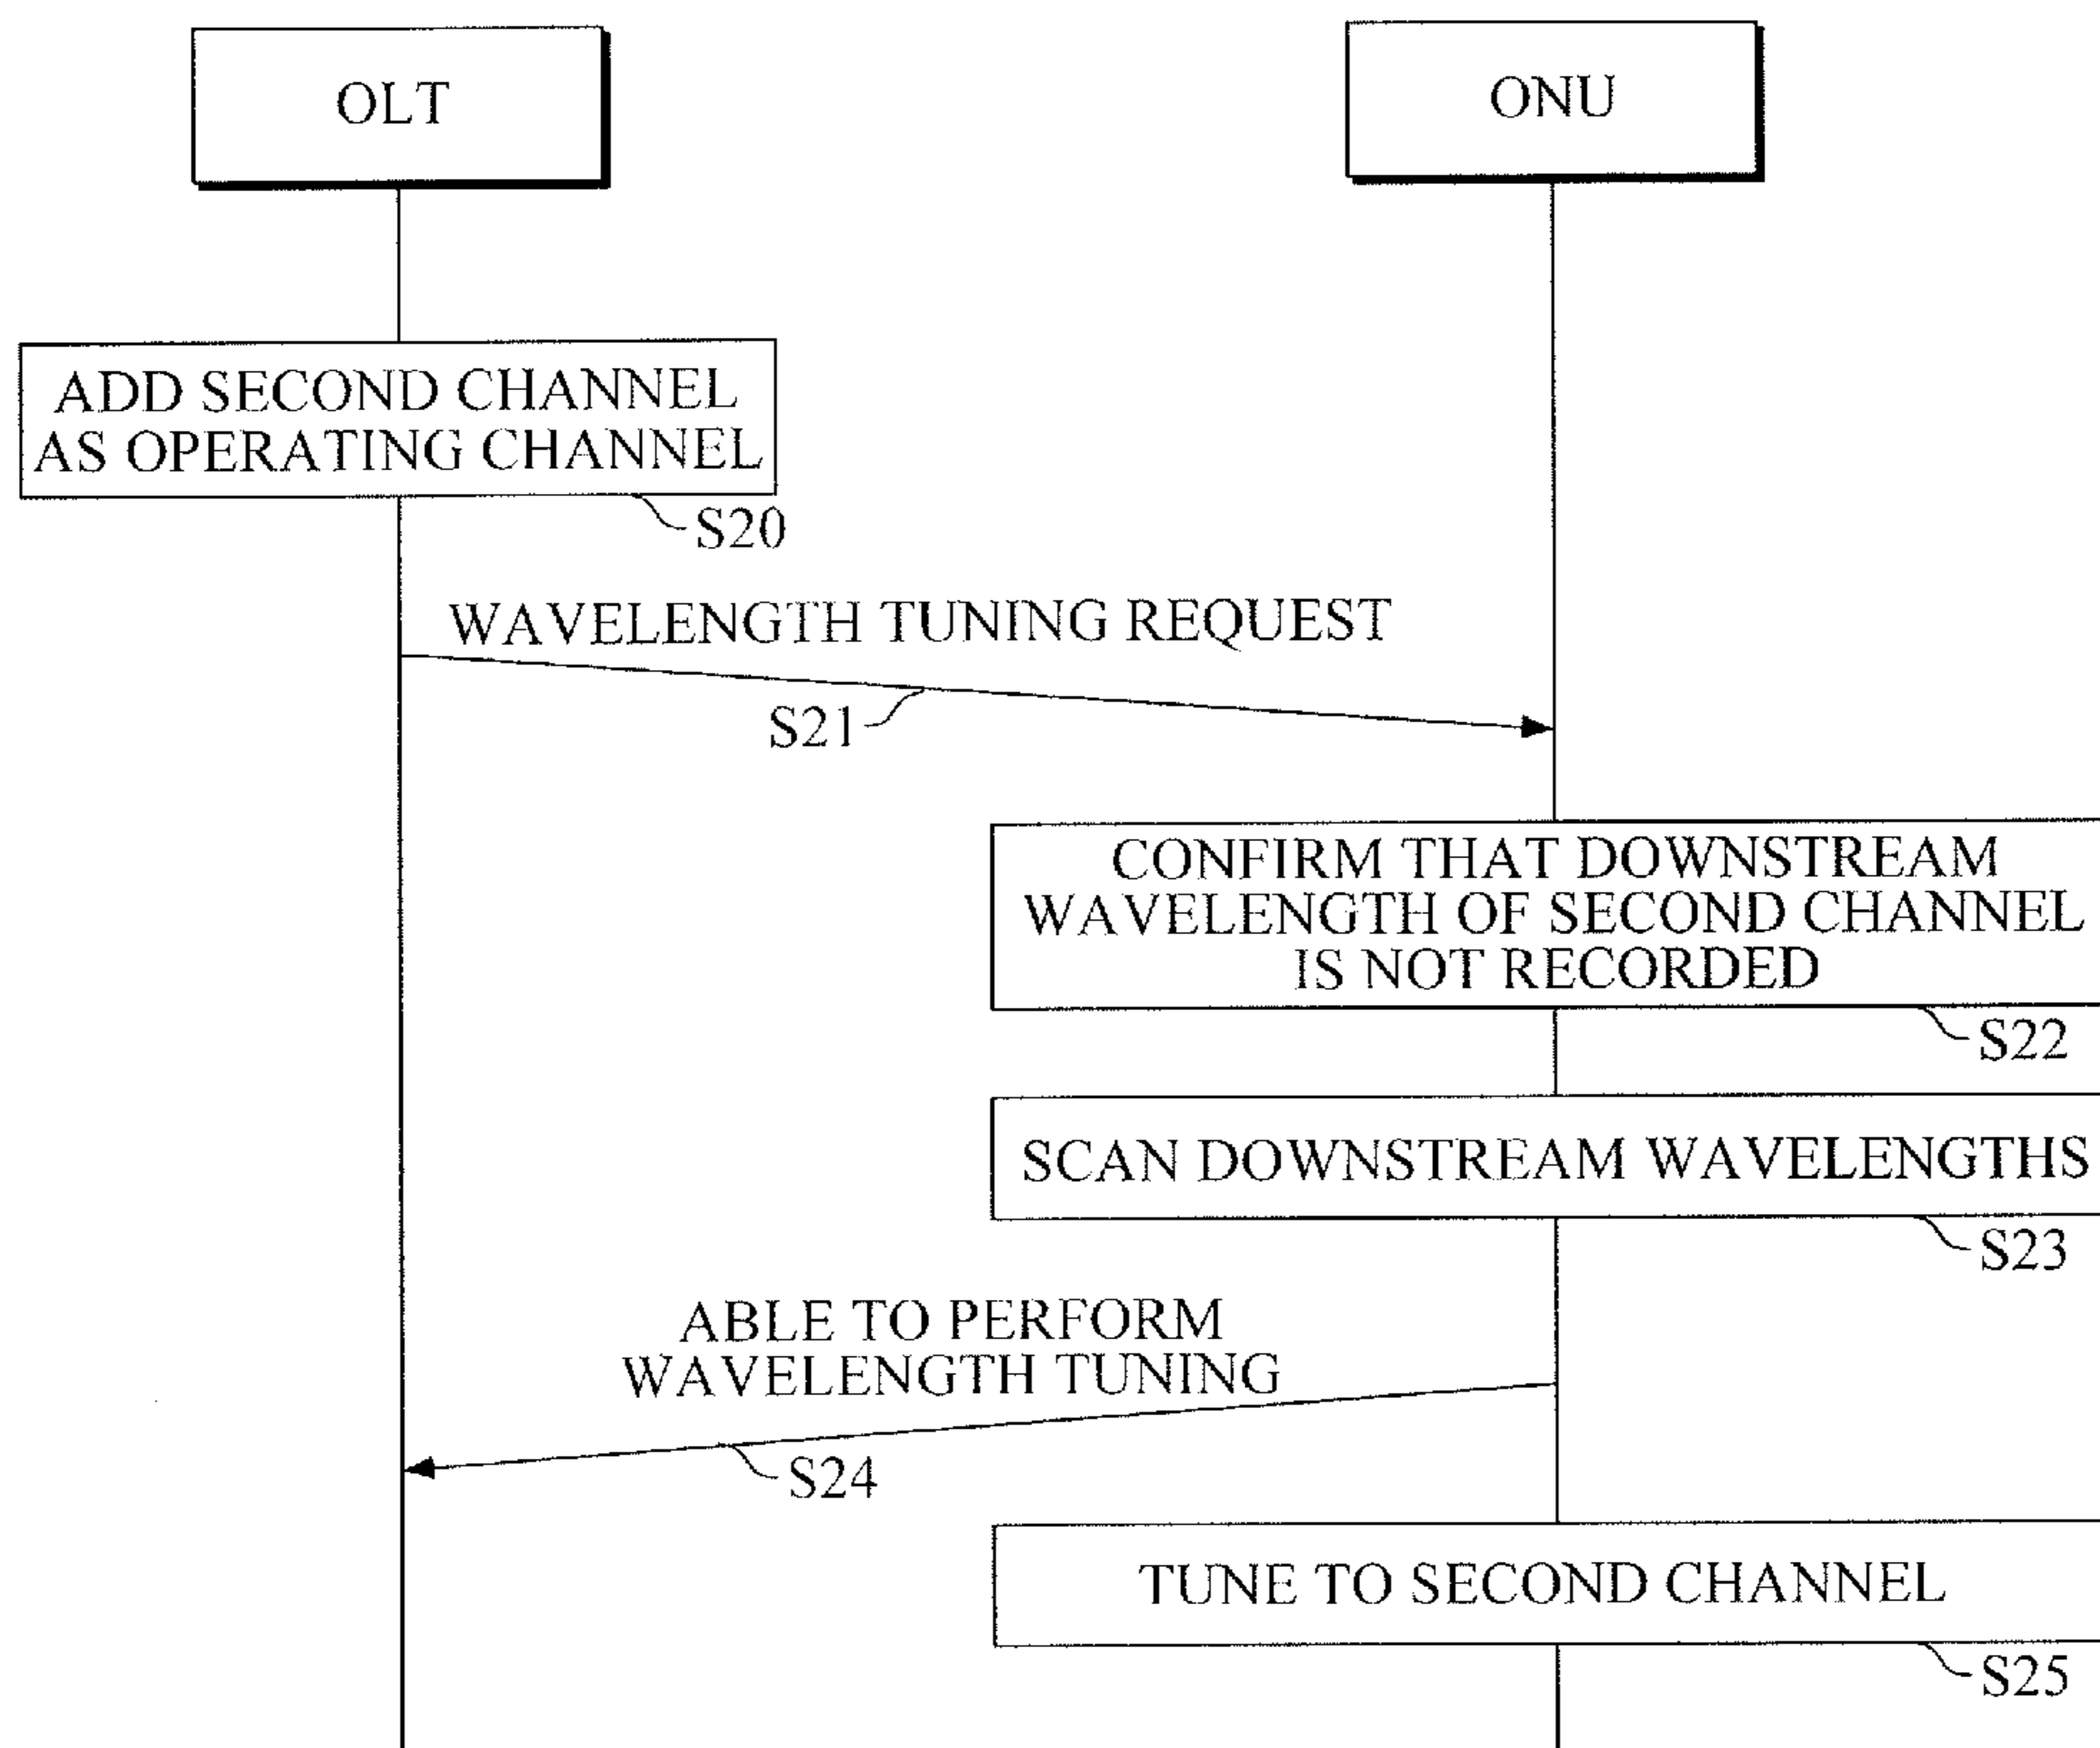 OLT
ONU
ADD SECOND CHANNEL
AS OPERATING CHANNEL
S20
WAVELENGTH TUNING REQUEST
S21
CONFIRM THAT DOWNSTREAM
WAVELENGTH OF SECOND CHANNEL
IS NOT RECORDED
S22
SCAN DOWNSTREAM WAVELENGTHS
S23
ABLE TO PERFORM
WAVELENGTH TUNING
S24
TUNE TO SECOND CHANNEL
S25